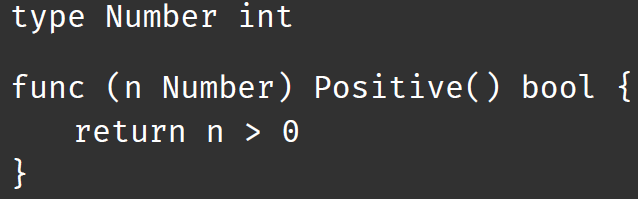 type Number int
func (n Number) Positive() bool {
    return n > 0
}